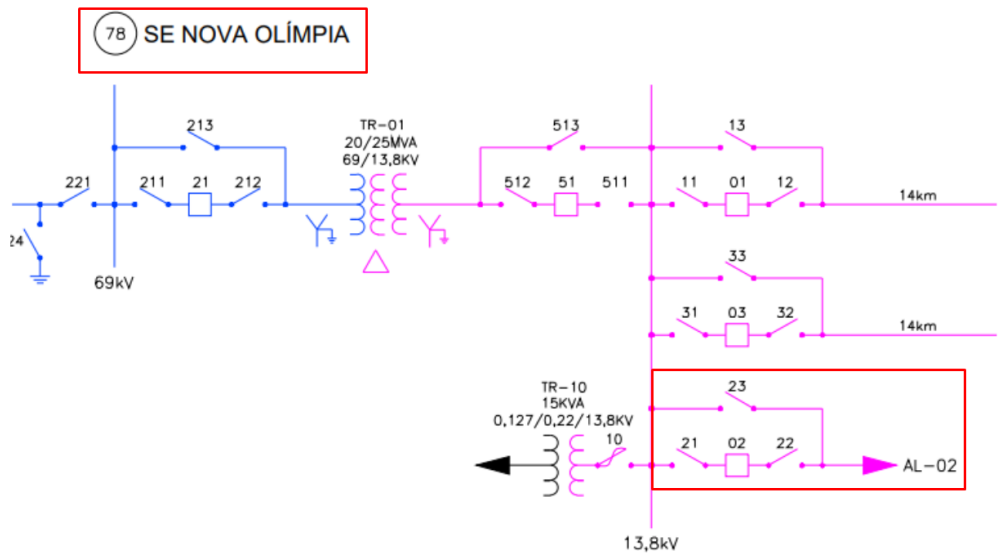 78 SE NOVA OLÍMPIA
213
TR-01
20/25MVA
69/13,8KV
513
13
221
211
21
212
512
51
511
11
01
12
14km
24
69kV
33
31
03
32
14km
TR-10
15KVA
0,127/0,22/13,8KV
10
23
21
02
22
AL-02
13,8kV